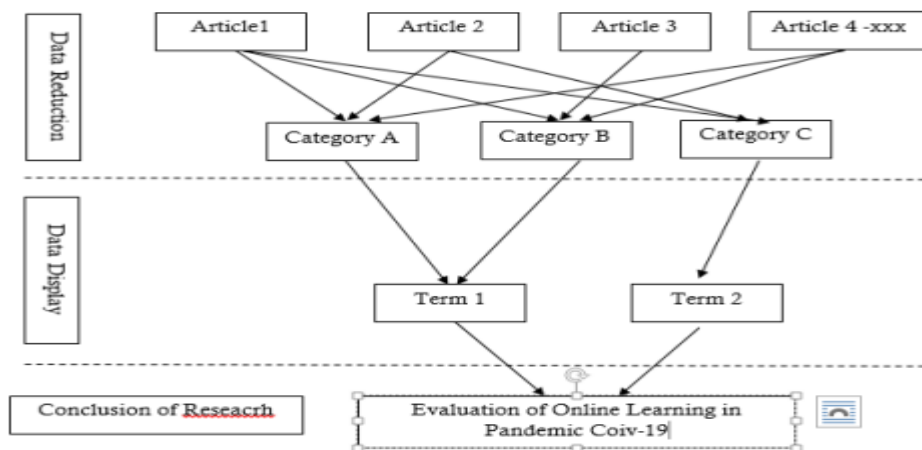 Article1
Article 2
Article 3
Article 4 -xxx
Data Reduction
Category A
Category B
Category C
Data Display
Term 1
Term 2
Conclusion of Reseacrh
Evaluation of Online Learning in
Pandemic Coiv-19